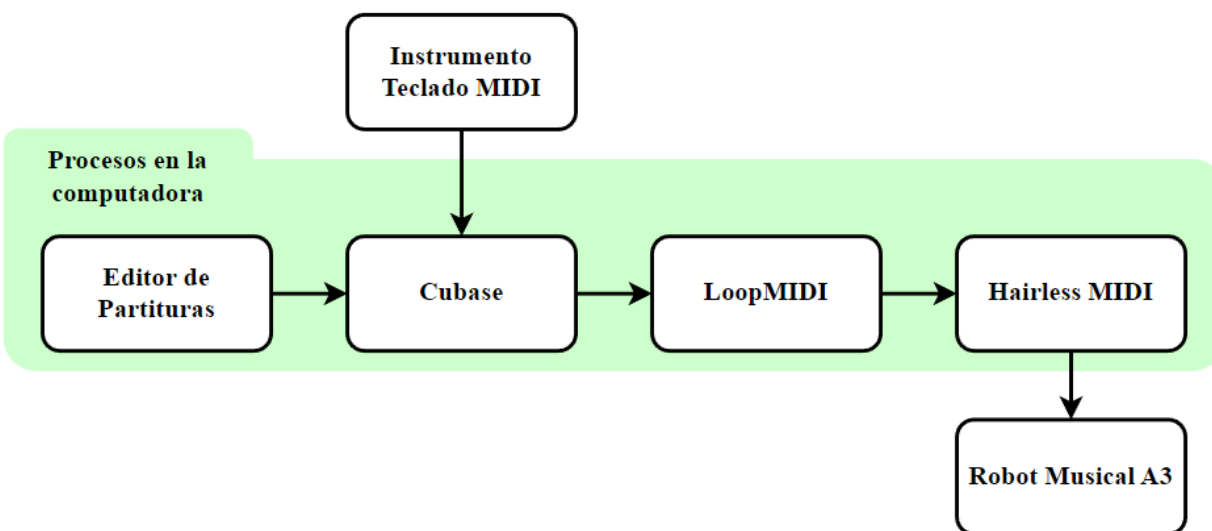 Instrumento
Teclado MIDI
Procesos en la
computadora
Editor de
Partituras
Cubase
LoopMIDI
Hairless MIDI
Robot Musical A3